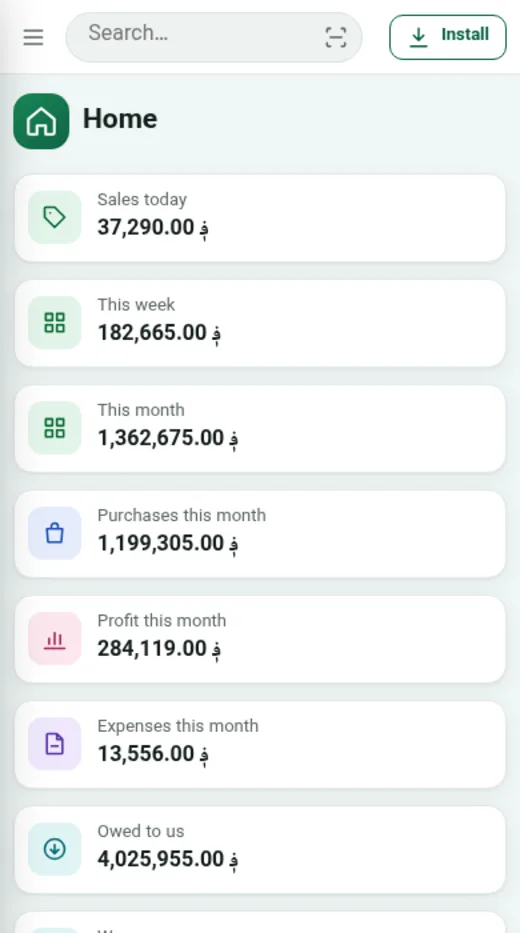 Search...
Install
Home
Sales today
37,290.00 ؋
This week
182,665.00 ؋
This month
1,362,675.00 ؋
Purchases this month
1,199,305.00 ؋
Profit this month
284,119.00 ؋
Expenses this month
13,556.00 ؋
Owed to us
4,025,955.00 ؋